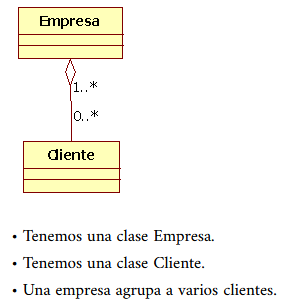 Empresa
1..*
0..*
Cliente
• Tenemos una clase Empresa.
• Tenemos una clase Cliente.
• Una empresa agrupa a varios clientes.